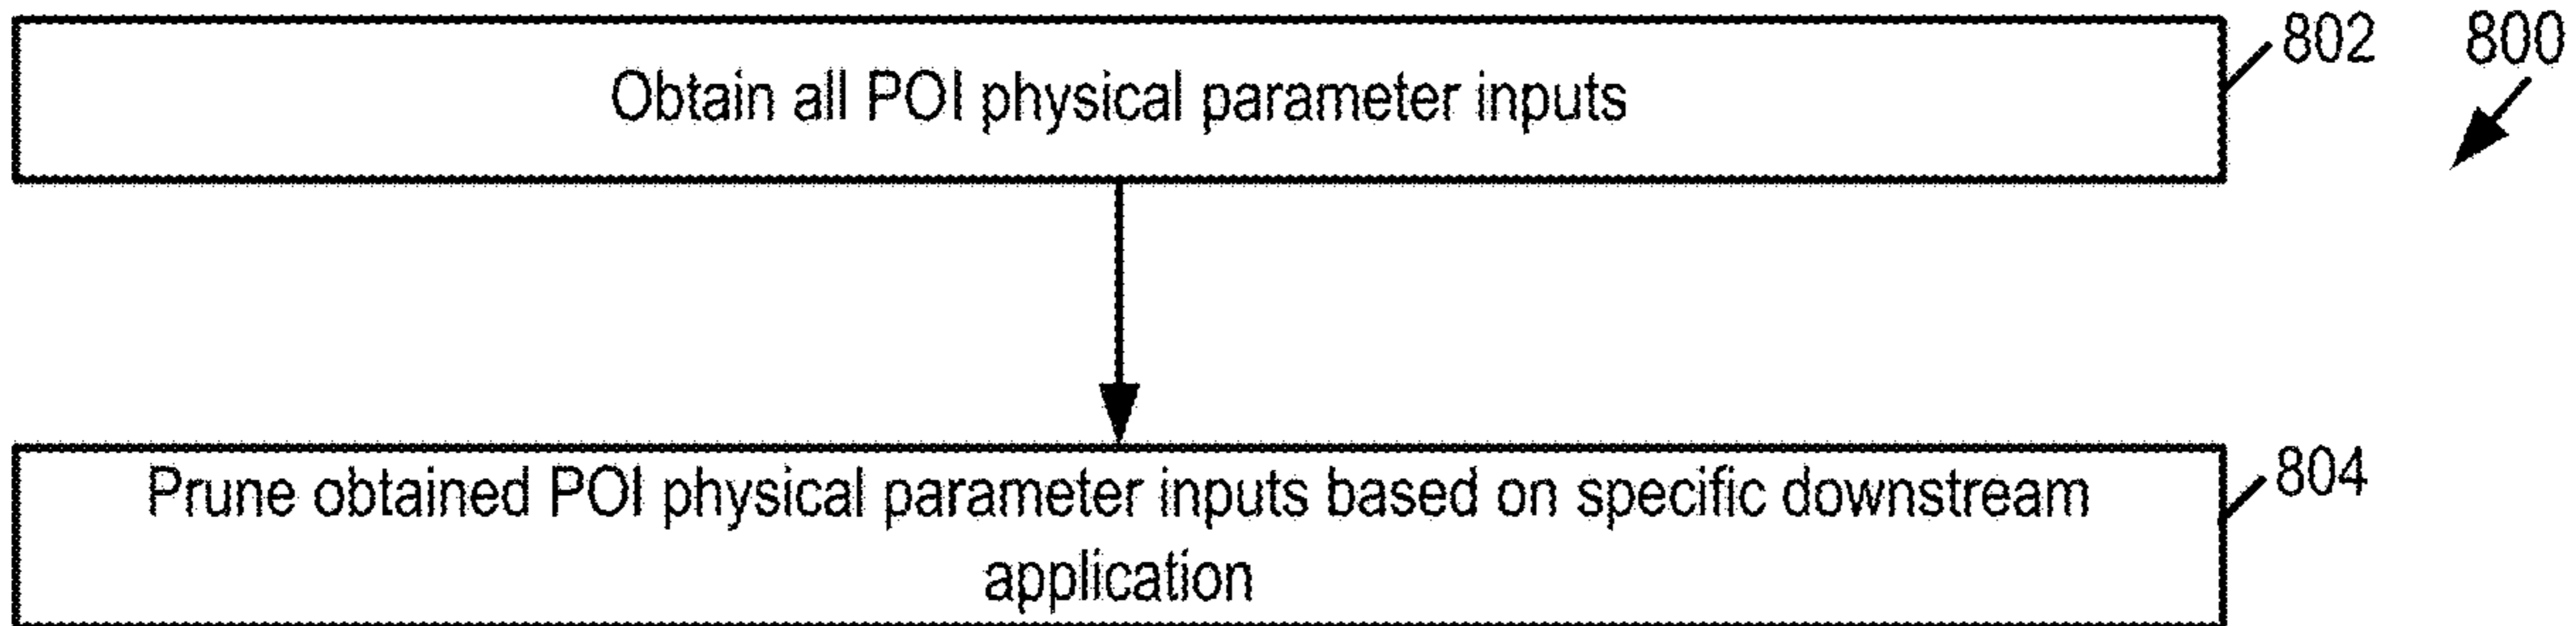 Obtain all POI physical parameter inputs
802
800
Prune obtained POI physical parameter inputs based on specific downstream
application
804